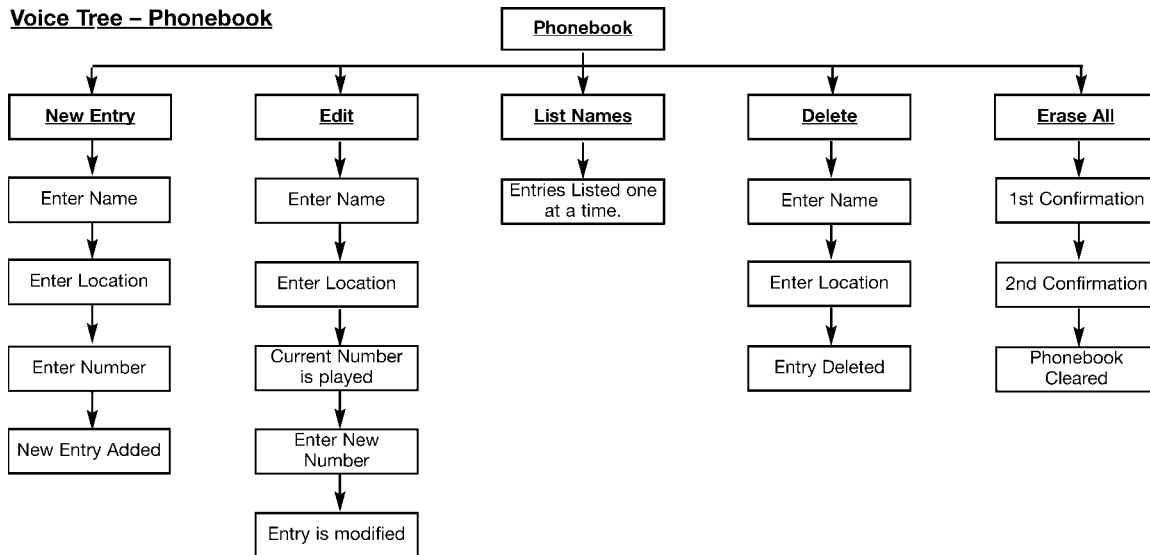 Voice Tree – Phonebook
Phonebook
New Entry
Edit
List Names
Delete
Erase All
Enter Name
Enter Name
Entries Listed one
at a time.
Enter Name
1st Confirmation
Enter Location
Enter Location
Enter Location
2nd Confirmation
Enter Number
Current Number
is played
Entry Deleted
Phonebook
Cleared
New Entry Added
Enter New
Number
Entry is modified